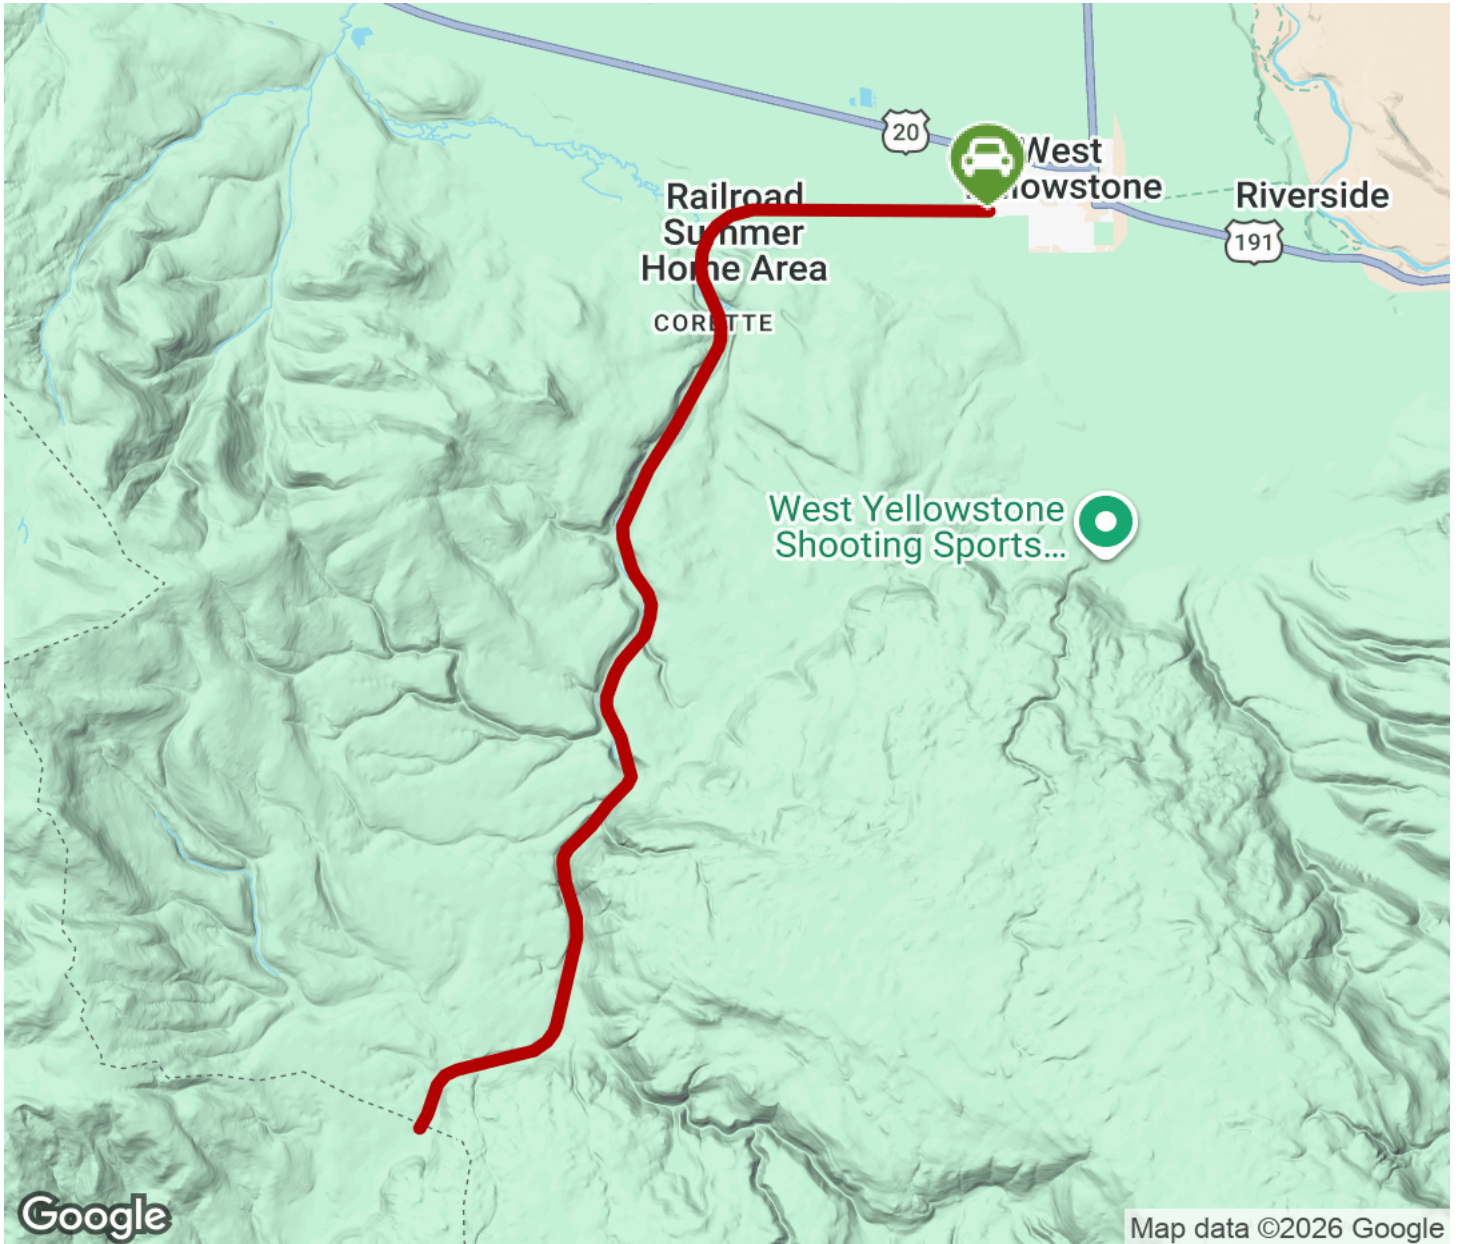 20
West
Yellowstone
Railroad
Summer
Home Area
Riverside
191
CORETTE
West Yellowstone
Shooting Sports...
Google
Map data ©2026 Google